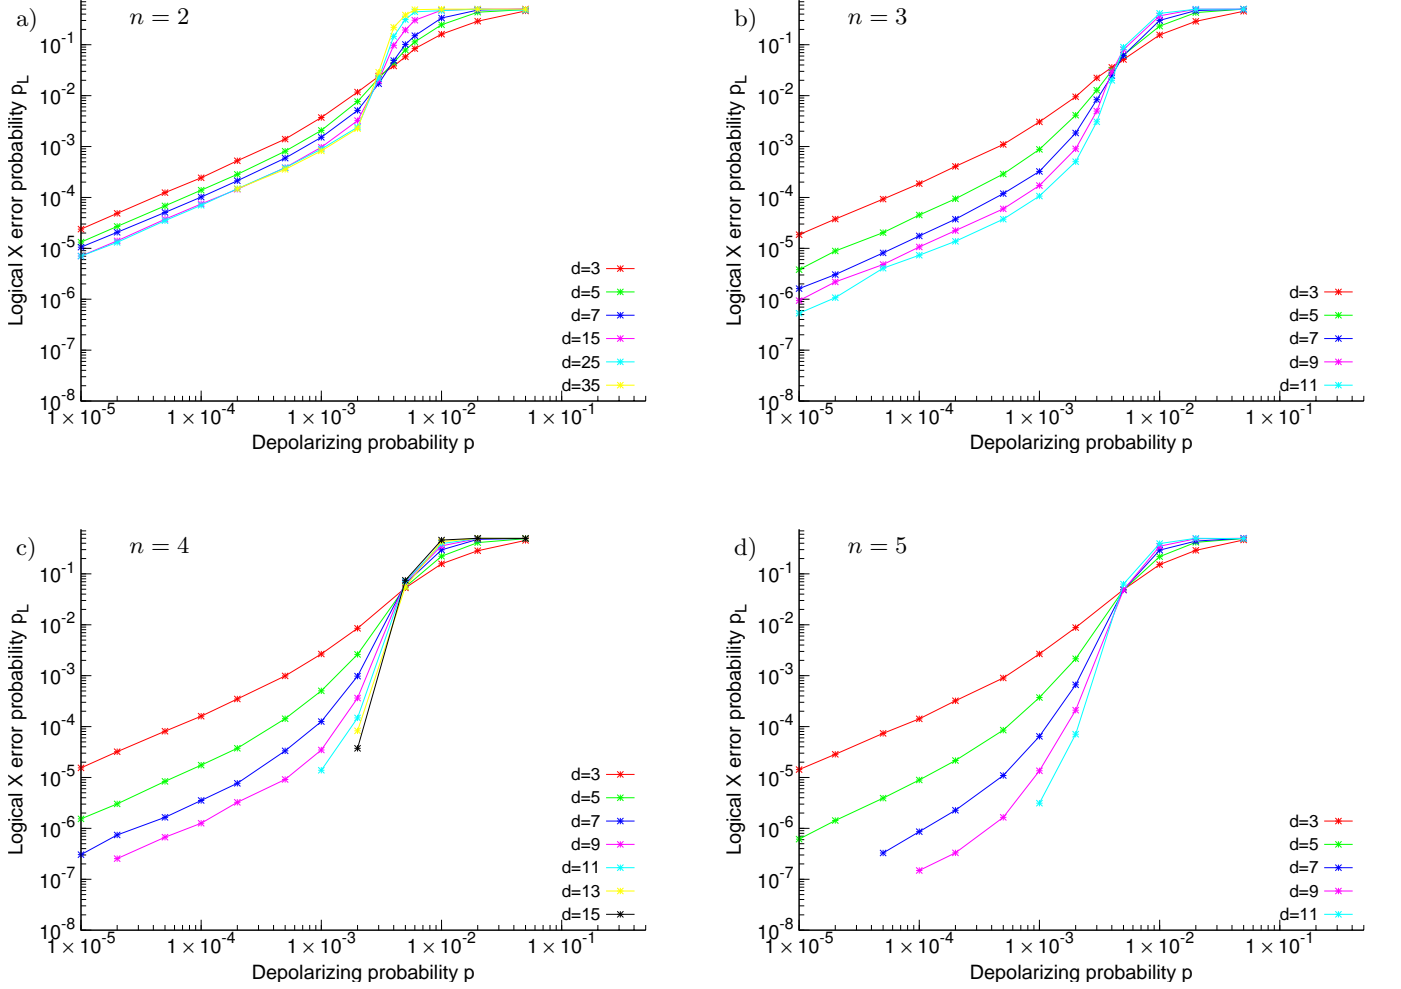 a)
n = 2
Logical X error probability p_L
10^-1
10^-2
10^-3
10^-4
10^-5
10^-6
10^-7
10^-8
d=3
d=5
d=7
d=15
d=25
d=35
1 × 10^-5
1 × 10^-4
1 × 10^-3
1 × 10^-2
1 × 10^-1
Depolarizing probability p
b)
n = 3
Logical X error probability p_L
10^-1
10^-2
10^-3
10^-4
10^-5
10^-6
10^-7
10^-8
d=3
d=5
d=7
d=9
d=11
1 × 10^-5
1 × 10^-4
1 × 10^-3
1 × 10^-2
1 × 10^-1
Depolarizing probability p
c)
n = 4
Logical X error probability p_L
10^-1
10^-2
10^-3
10^-4
10^-5
10^-6
10^-7
10^-8
d=3
d=5
d=7
d=9
d=11
d=13
d=15
1 × 10^-5
1 × 10^-4
1 × 10^-3
1 × 10^-2
1 × 10^-1
Depolarizing probability p
d)
n = 5
Logical X error probability p_L
10^-1
10^-2
10^-3
10^-4
10^-5
10^-6
10^-7
10^-8
d=3
d=5
d=7
d=9
d=11
1 × 10^-5
1 × 10^-4
1 × 10^-3
1 × 10^-2
1 × 10^-1
Depolarizing probability p